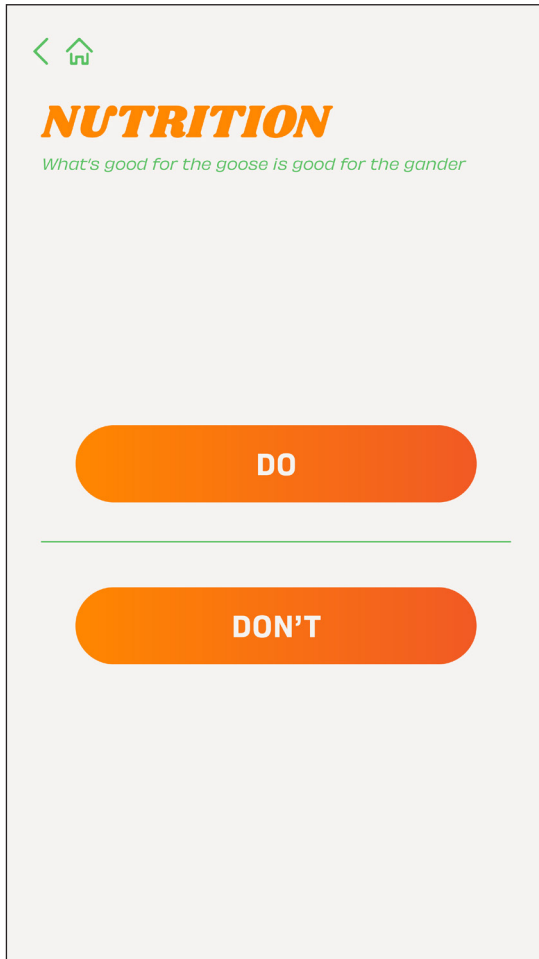 NUTRITION
What's good for the goose is good for the gander
DO
DON’T